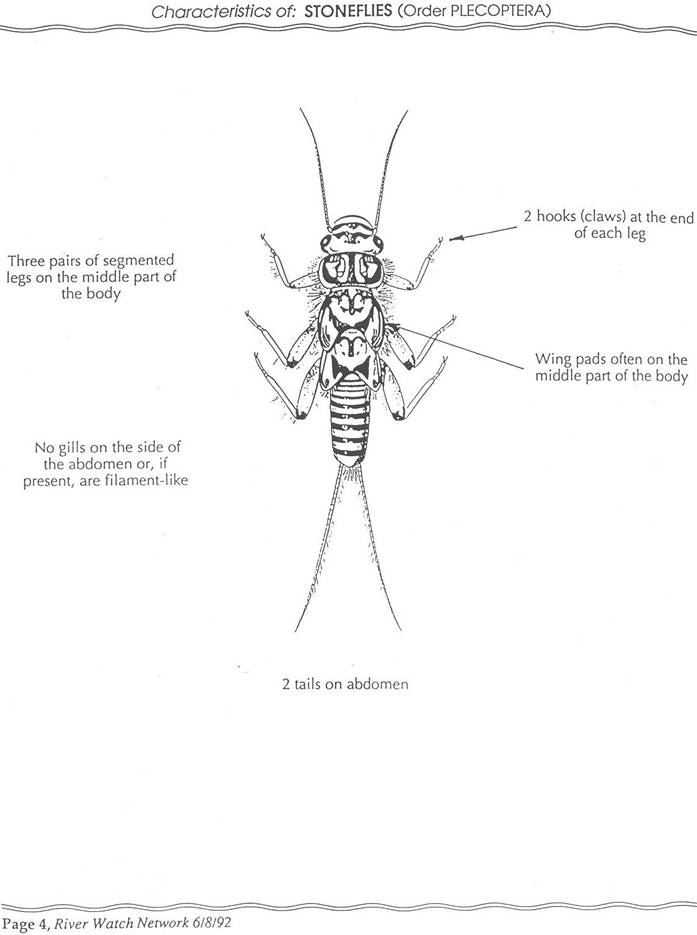 Characteristics of: STONEFLIES (Order PLECOPTERA)
2 hooks (claws) at the end
of each leg
Three pairs of segmented
legs on the middle part of
the body
Wing pads often on the
middle part of the body
No gills on the side of
the abdomen or, if
present, are filament-like
2 tails on abdomen
Page 4, River Watch Network 6/8/92